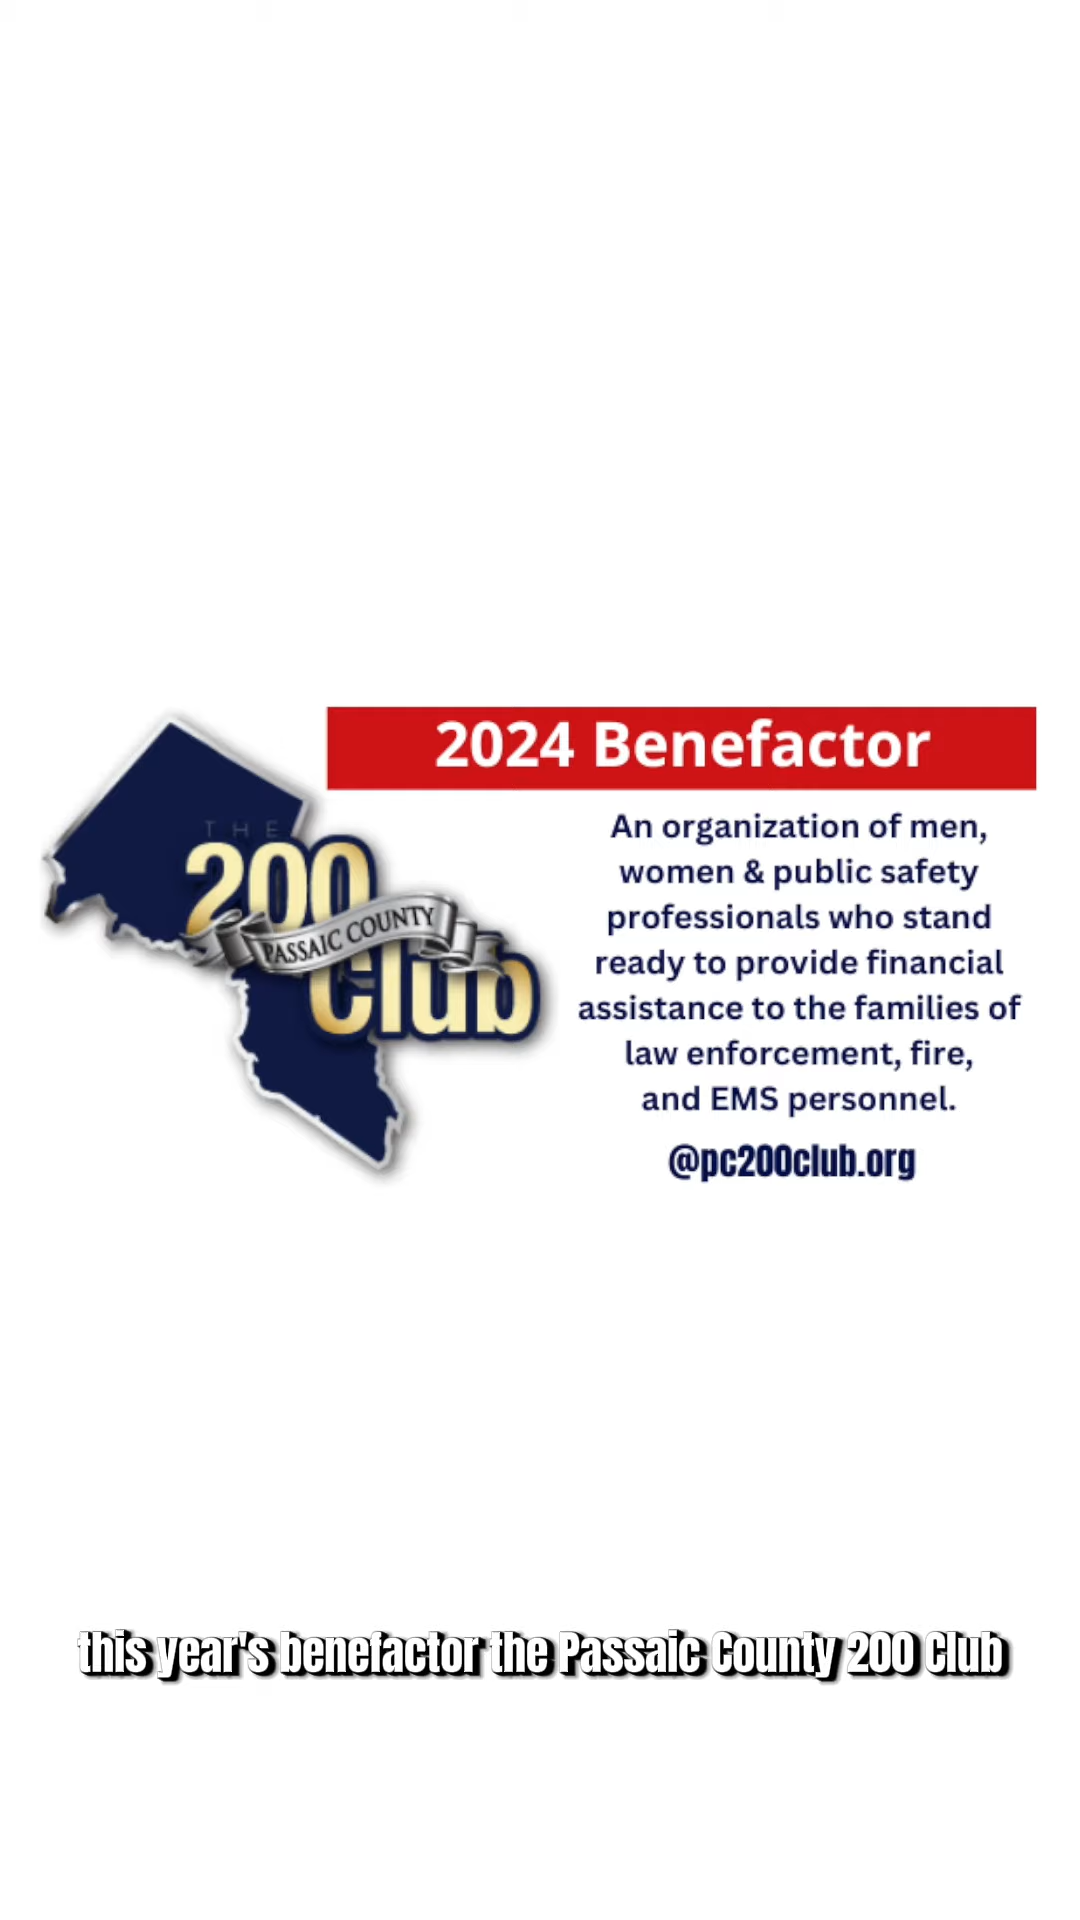 2024 Benefactor
THE
200
PASSAIC COUNTY
Club
An organization of men,
women & public safety
professionals who stand
ready to provide financial
assistance to the families of
law enforcement, fire,
and EMS personnel.
@pc200club.org
this year's benefactor the Passaic County 200 Club